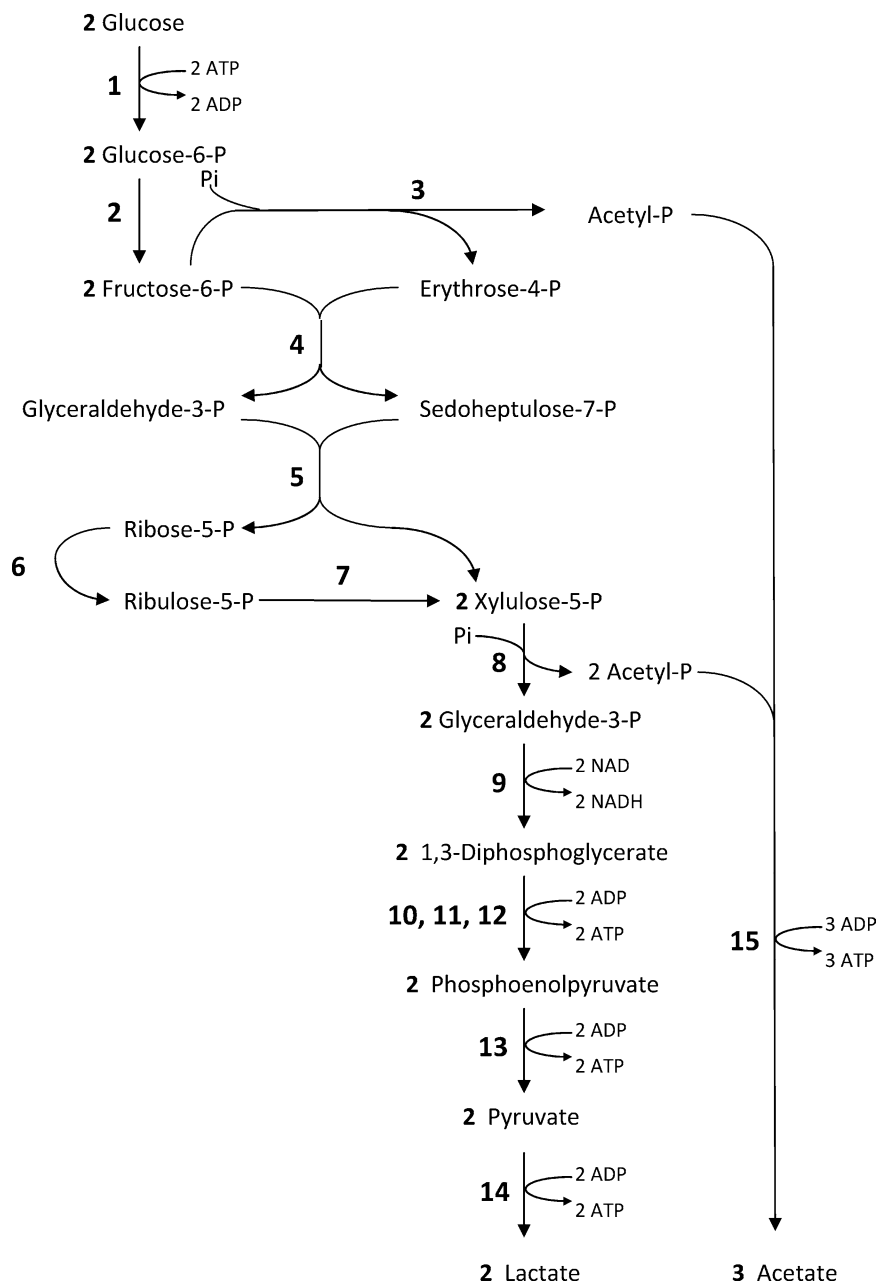 2 Glucose
1
2 ATP
2 ADP
2 Glucose-6-P
Pi
2
3
Acetyl-P
2 Fructose-6-P
Erythrose-4-P
4
Glyceraldehyde-3-P
Sedoheptulose-7-P
5
Ribose-5-P
6
7
Ribulose-5-P
2 Xylulose-5-P
Pi
8
2 Acetyl-P
2 Glyceraldehyde-3-P
9
2 NAD
2 NADH
2 1,3-Diphosphoglycerate
10, 11, 12
2 ADP
2 ATP
15
3 ADP
3 ATP
2 Phosphoenolpyruvate
13
2 ADP
2 ATP
2 Pyruvate
14
2 ADP
2 ATP
2 Lactate
3 Acetate